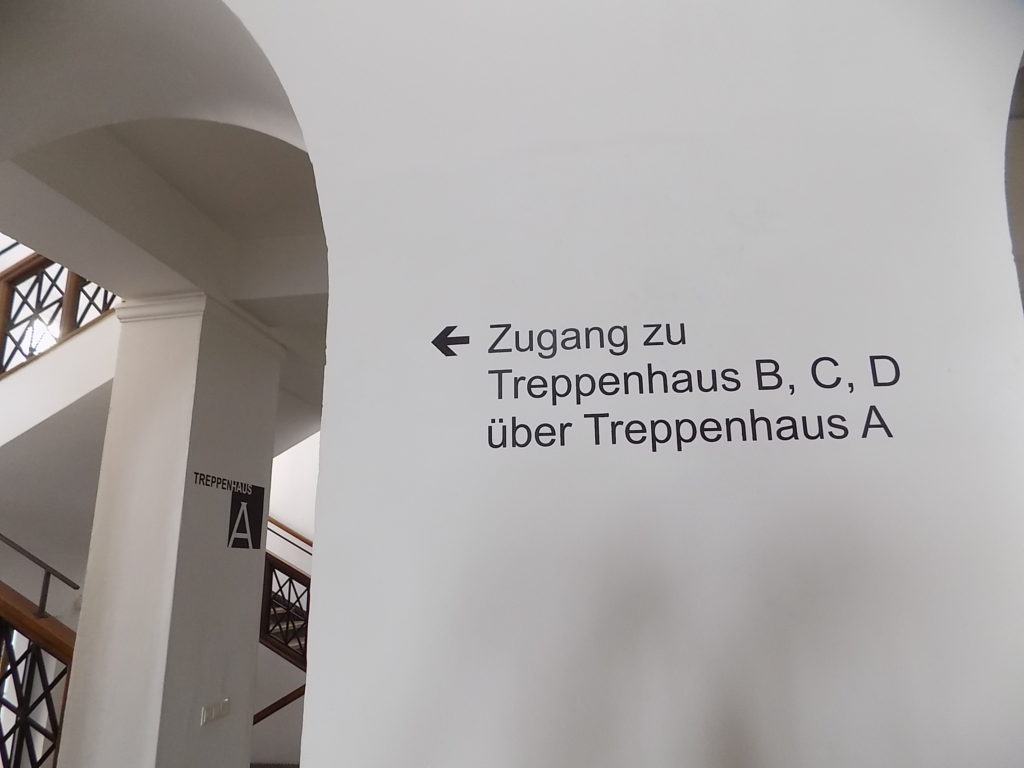 ← Zugang zu
Treppenhaus B, C, D
über Treppenhaus A
TREPPENHAUS
A